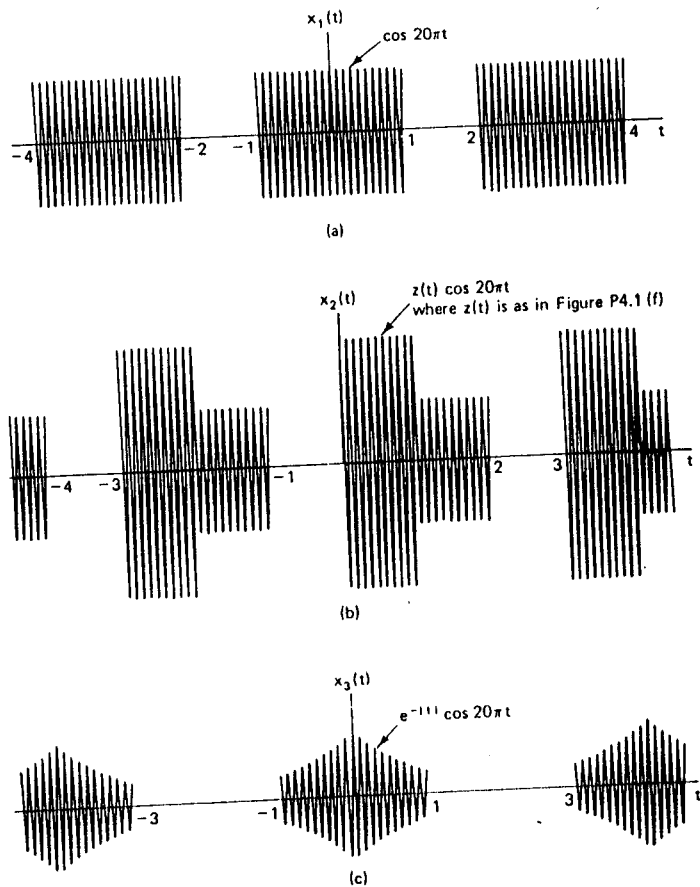 x₁(t)
cos 20πt
−4 −2 −1 1 2 4 t
(a)
x₂(t)
z(t) cos 20πt
where z(t) is as in Figure P4.1 (f)
−4 −3 −1 2 3 t
(b)
x₃(t)
e^−|t| cos 20πt
−3 −1 1 3 t
(c)